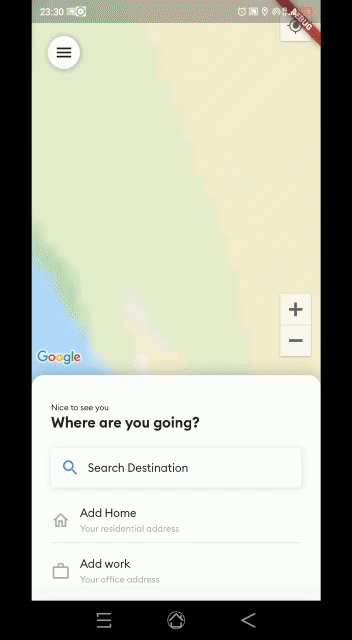 23:30
DEBUG
Google
Nice to see you
Where are you going?
Search Destination
Add Home
Your residential address
Add work
Your office address